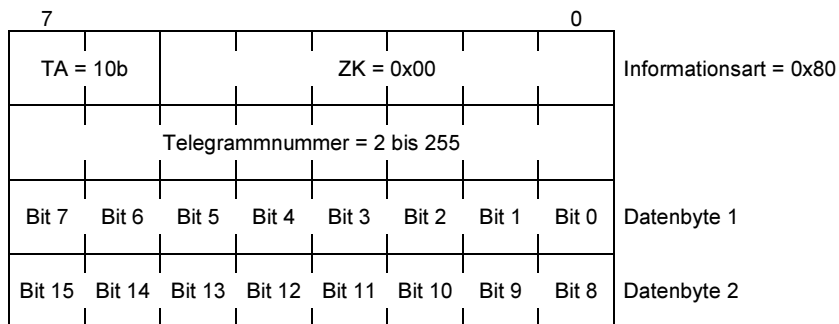 7 0
TA = 10b ZK = 0x00 Informationsart = 0x80
Telegrammnummer = 2 bis 255
Bit 7 Bit 6 Bit 5 Bit 4 Bit 3 Bit 2 Bit 1 Bit 0 Datenbyte 1
Bit 15 Bit 14 Bit 13 Bit 12 Bit 11 Bit 10 Bit 9 Bit 8 Datenbyte 2